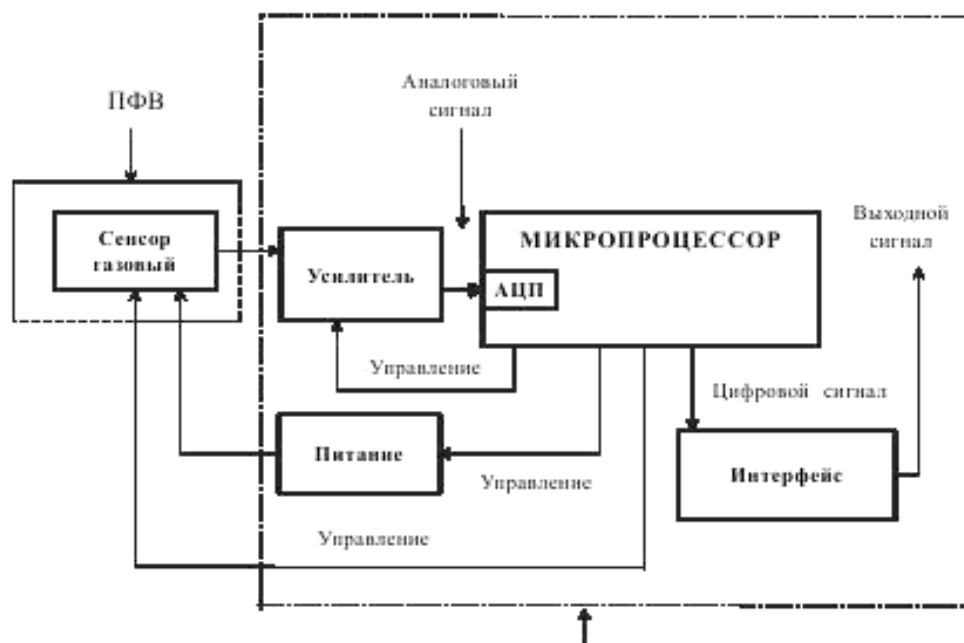 Аналоговый
сигнал
ПФВ
Выходной
сигнал
Сенсор
газовый
Усилитель
МИКРОПРОЦЕССОР
АЦП
Управление
Цифровой сигнал
Питание
Управление
Интерфейс
Управление